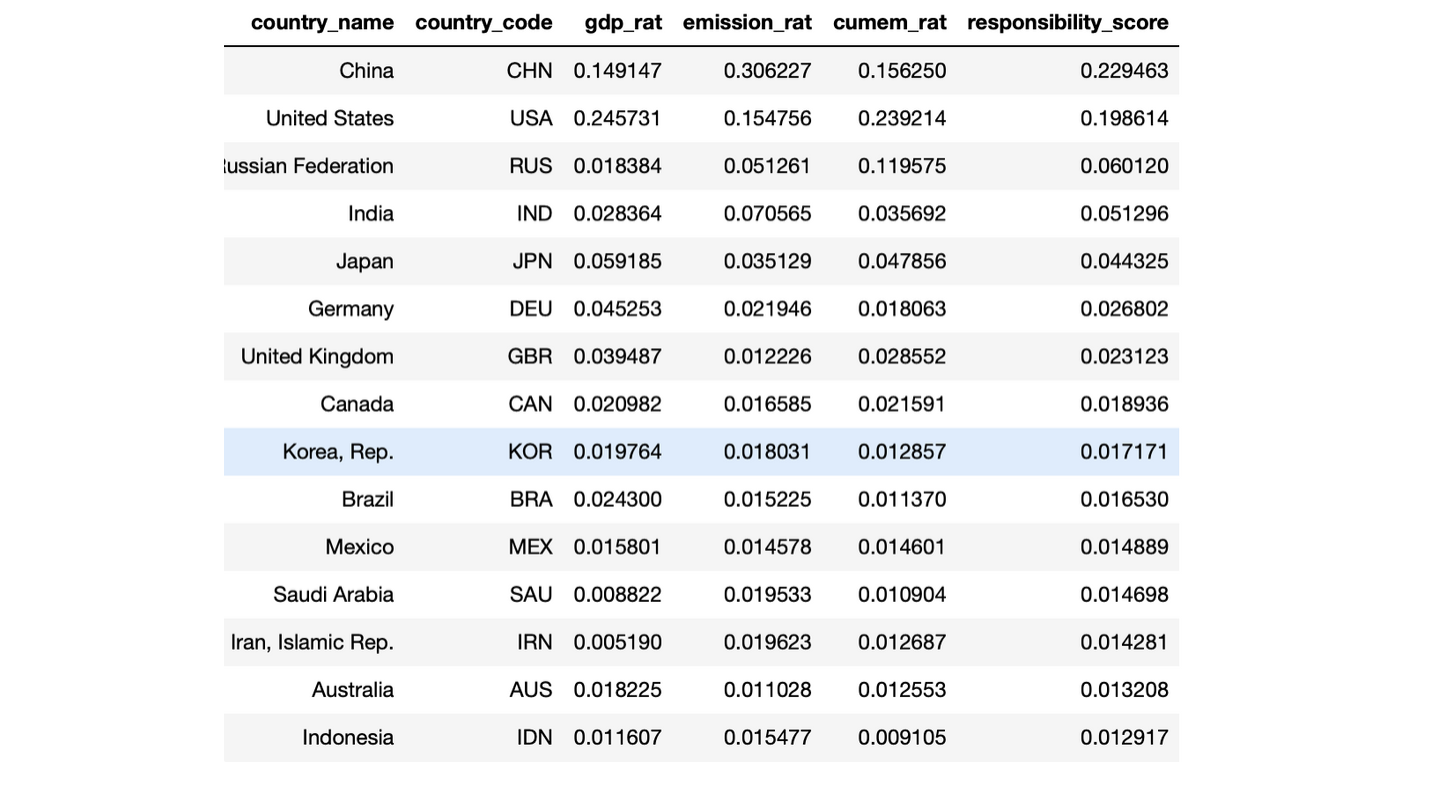 country_name country_code gdp_rat emission_rat cumem_rat responsibility_score
China CHN 0.149147 0.306227 0.156250 0.229463
United States USA 0.245731 0.154756 0.239214 0.198614
ussian Federation RUS 0.018384 0.051261 0.119575 0.060120
India IND 0.028364 0.070565 0.035692 0.051296
Japan JPN 0.059185 0.035129 0.047856 0.044325
Germany DEU 0.045253 0.021946 0.018063 0.026802
United Kingdom GBR 0.039487 0.012226 0.028552 0.023123
Canada CAN 0.020982 0.016585 0.021591 0.018936
Korea, Rep. KOR 0.019764 0.018031 0.012857 0.017171
Brazil BRA 0.024300 0.015225 0.011370 0.016530
Mexico MEX 0.015801 0.014578 0.014601 0.014889
Saudi Arabia SAU 0.008822 0.019533 0.010904 0.014698
Iran, Islamic Rep. IRN 0.005190 0.019623 0.012687 0.014281
Australia AUS 0.018225 0.011028 0.012553 0.013208
Indonesia IDN 0.011607 0.015477 0.009105 0.012917